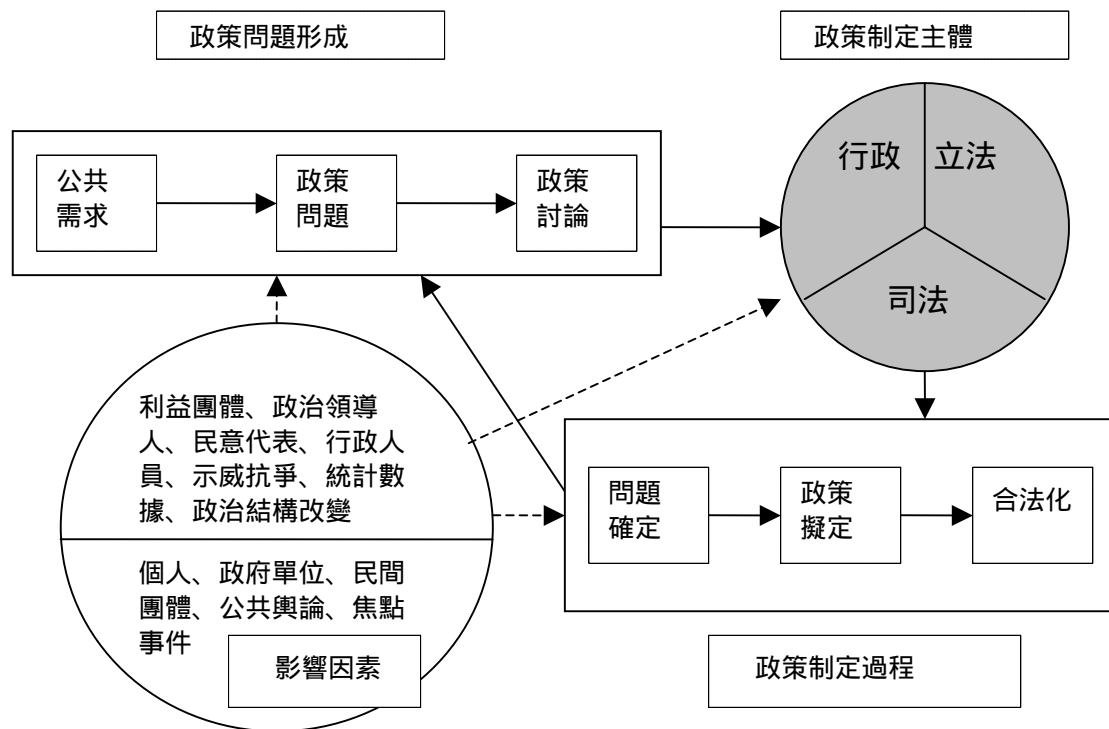 政策問題形成
政策制定主體
公共
需求
政策
問題
政策
討論
行政
立法
司法
利益團體、政治領導
人、民意代表、行政人
員、示威抗爭、統計數
據、政治結構改變
個人、政府單位、民間
團體、公共輿論、焦點
事件
影響因素
問題
確定
政策
擬定
合法化
政策制定過程